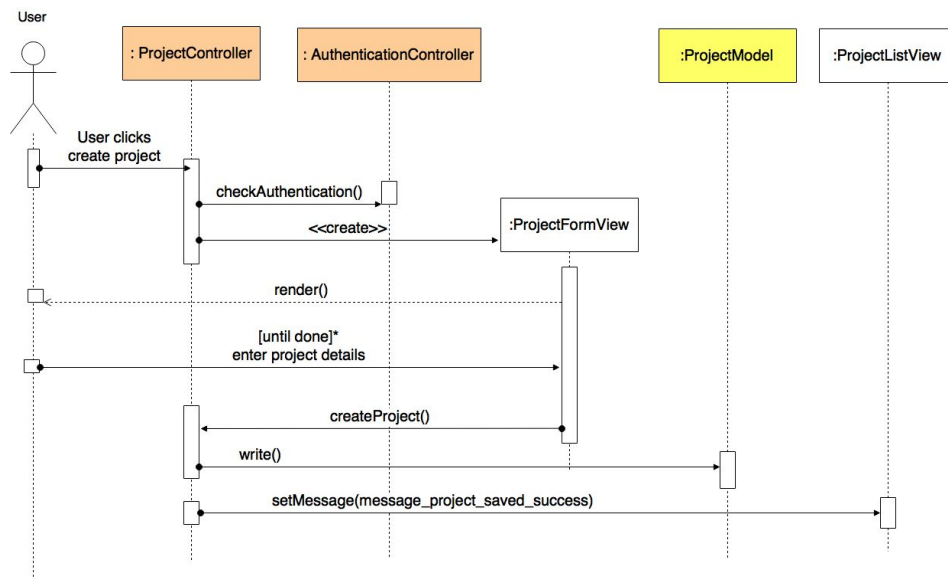 User
: ProjectController
: AuthenticationController
:ProjectModel
:ProjectListView
User clicks
create project
checkAuthentication()
<<create>>
:ProjectFormView
render()
[until done]*
enter project details
createProject()
write()
setMessage(message_project_saved_success)